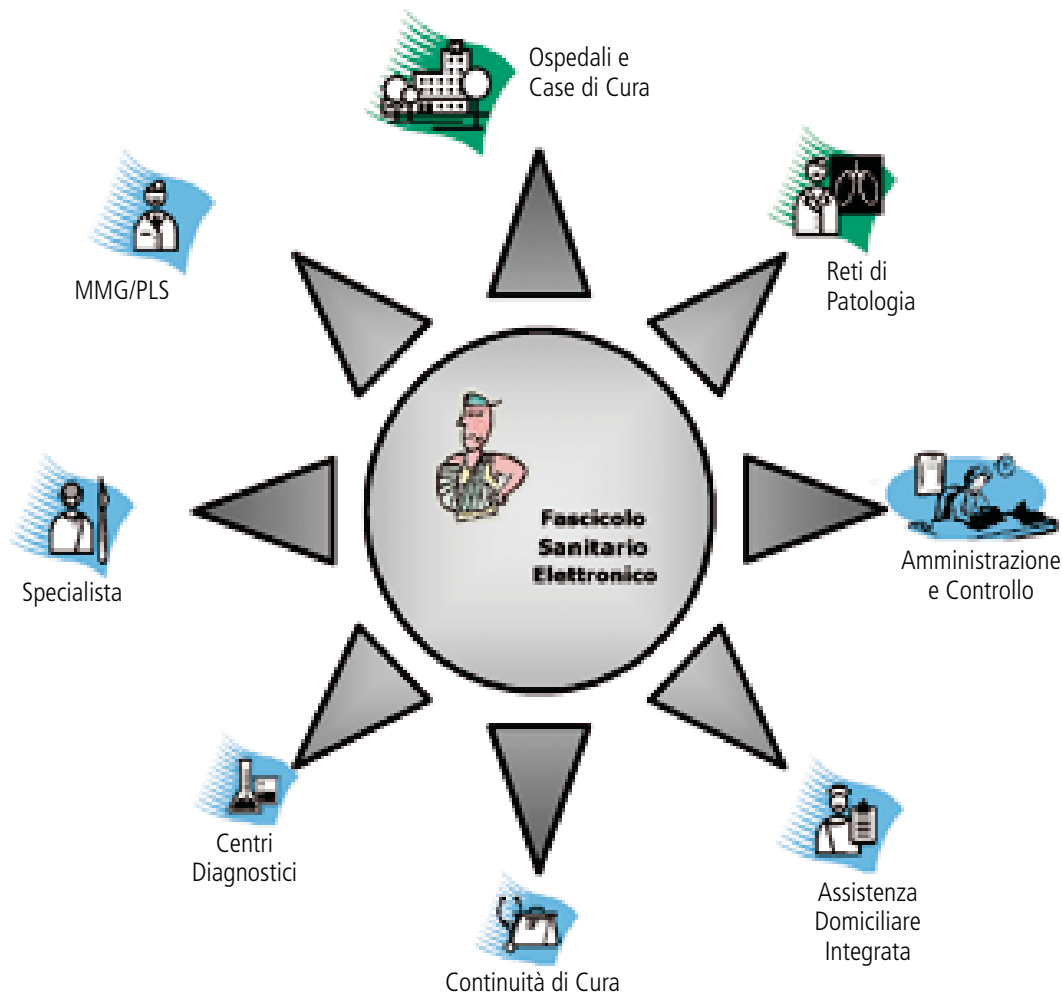 Ospedali e
Case di Cura
MMG/PLS
Reti di
Patologia
Fascicolo
Sanitario
Elettronico
Specialista
Amministrazione
e Controllo
Centri
Diagnostici
Assistenza
Domiciliare
Integrata
Continuità di Cura